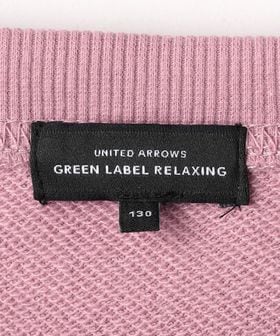 UNITED ARROWS
GREEN LABEL RELAXING
130